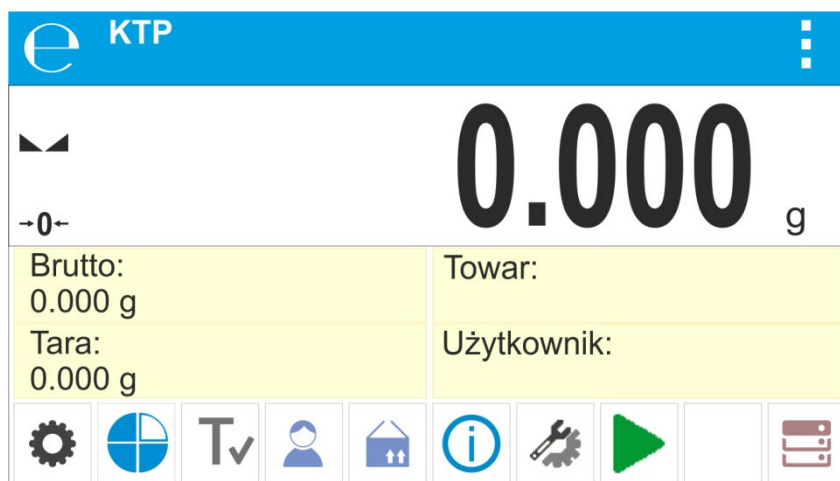 ℮ KTP
0.000 g
→0←
Brutto:
0.000 g
Towar:
Tara:
0.000 g
Użytkownik:
T
i